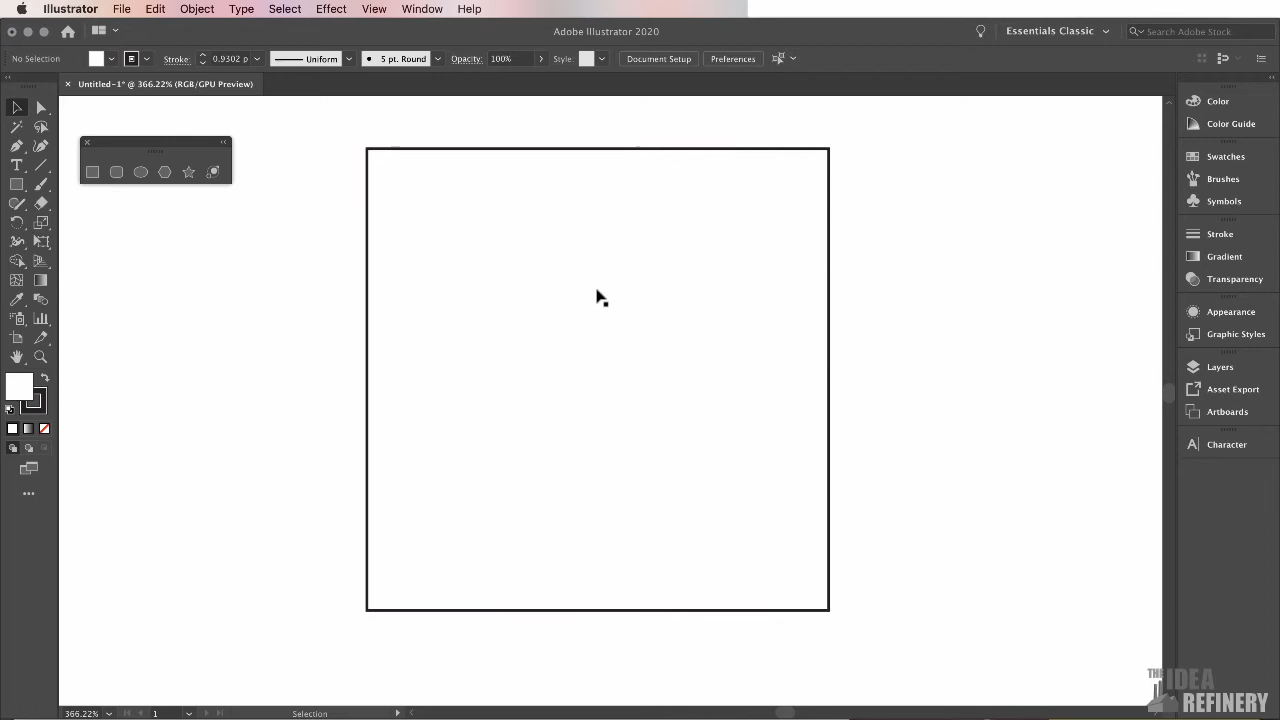 Illustrator File Edit Object Type Select Effect View Window Help
Adobe Illustrator 2020
Essentials Classic
Search Adobe Stock
No Selection
Stroke:
0.9302 p
Uniform
5 pt. Round
Opacity:
100%
Style:
Document Setup
Preferences
Untitled-1* @ 366.22% (RGB/GPU Preview)
Color
Color Guide
Swatches
Brushes
Symbols
Stroke
Gradient
Transparency
Appearance
Graphic Styles
Layers
Asset Export
Artboards
Character
366.22%
1
Selection
THE IDEA
REFINERY